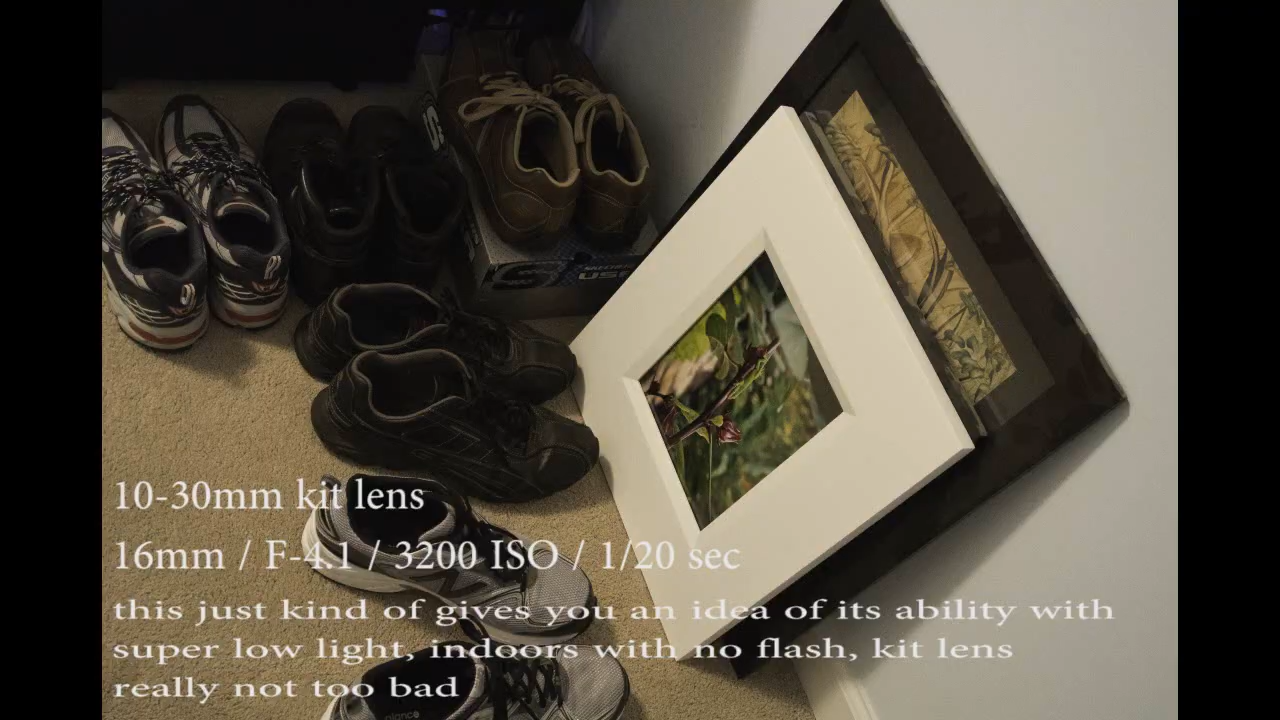 10-30mm kit lens
16mm / F-4.1 / 3200 ISO / 1/20 sec
this just kind of gives you an idea of its ability with
super low light, indoors with no flash, kit lens
really not too bad